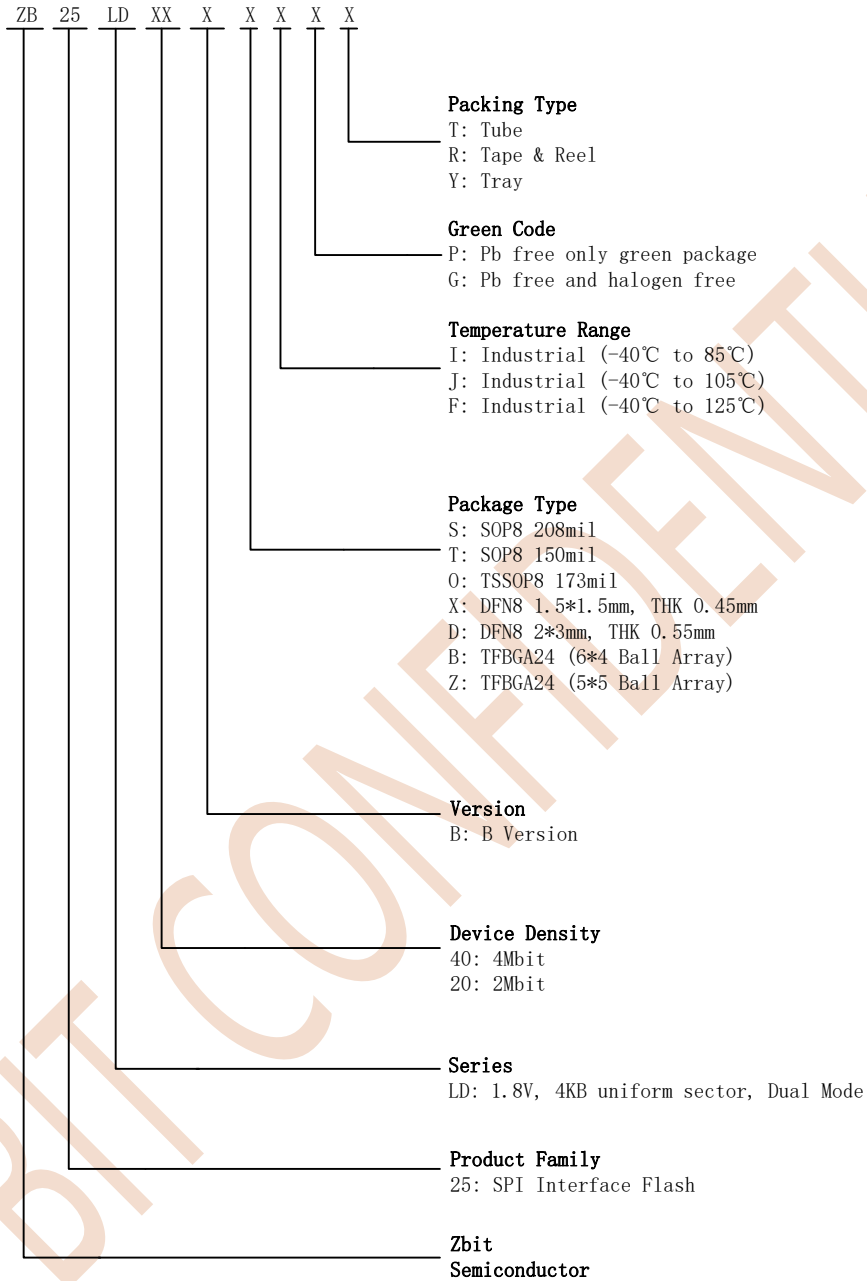 ZB 25 LD XX X X X X X
Packing Type
T: Tube
R: Tape & Reel
Y: Tray
Green Code
P: Pb free only green package
G: Pb free and halogen free
Temperature Range
I: Industrial (-40℃ to 85℃)
J: Industrial (-40℃ to 105℃)
F: Industrial (-40℃ to 125℃)
Package Type
S: SOP8 208mil
T: SOP8 150mil
O: TSSOP8 173mil
X: DFN8 1.5*1.5mm, THK 0.45mm
D: DFN8 2*3mm, THK 0.55mm
B: TFBGA24 (6*4 Ball Array)
Z: TFBGA24 (5*5 Ball Array)
Version
B: B Version
Device Density
40: 4Mbit
20: 2Mbit
Series
LD: 1.8V, 4KB uniform sector, Dual Mode
Product Family
25: SPI Interface Flash
Zbit
Semiconductor
BIT CONFIDENTI